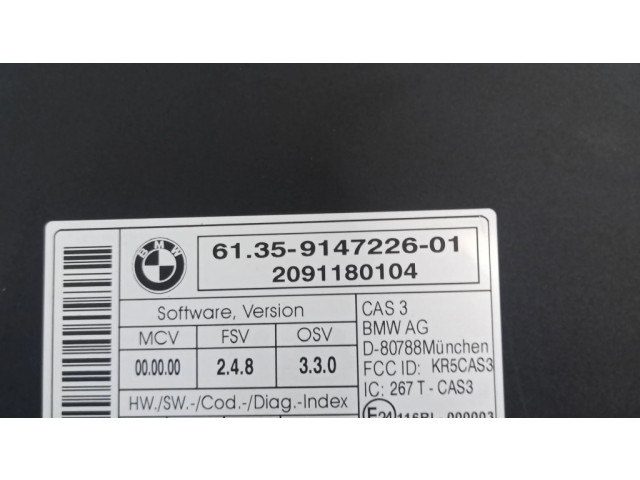 BMW
61.35-9147226-01
2091180104
Software, Version
MCV FSV OSV
00.00.00 2.4.8 3.3.0
HW./SW.-/Cod.-/Diag.-Index
CAS 3
BMW AG
D-80788München
FCC ID: KR5CAS3
IC: 267 T - CAS3
E24